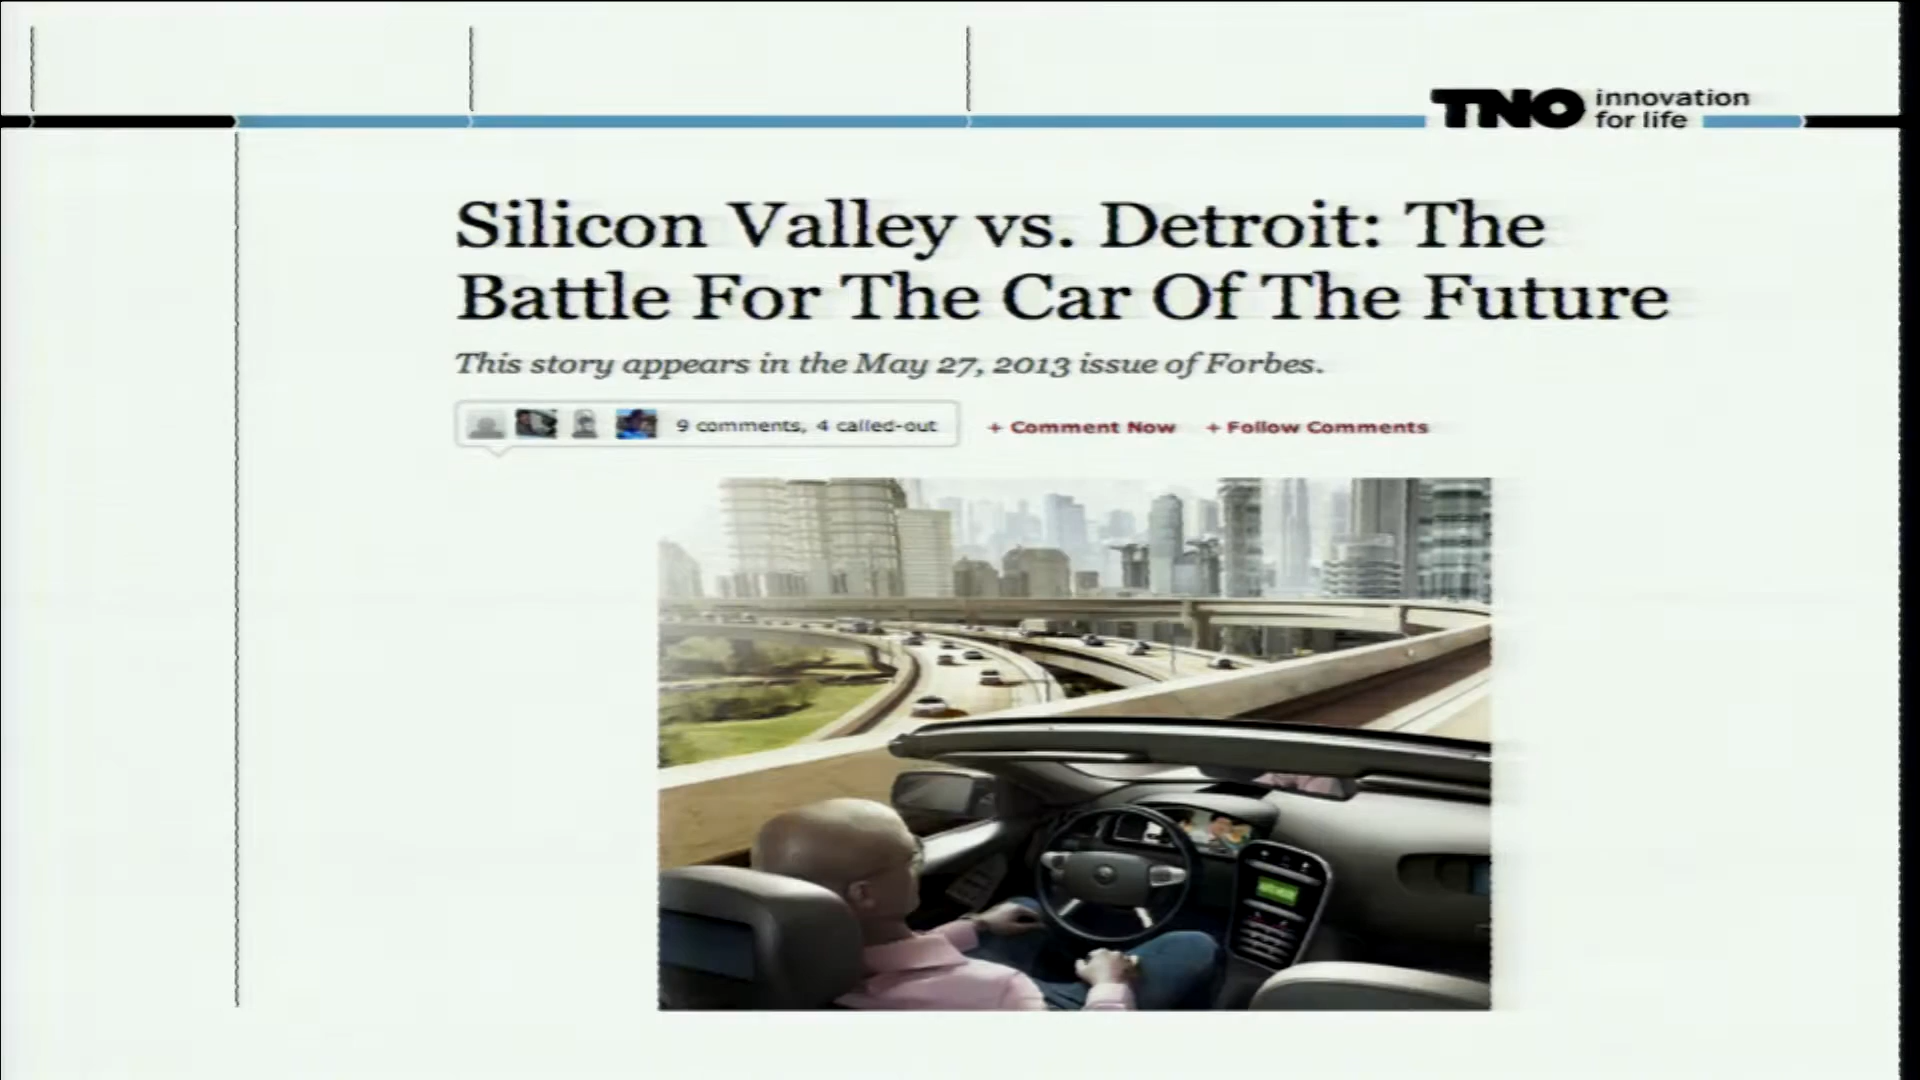 TNO innovation
for life
Silicon Valley vs. Detroit: The
Battle For The Car Of The Future
This story appears in the May 27, 2013 issue of Forbes.
9 comments, 4 called-out + Comment Now + Follow Comments